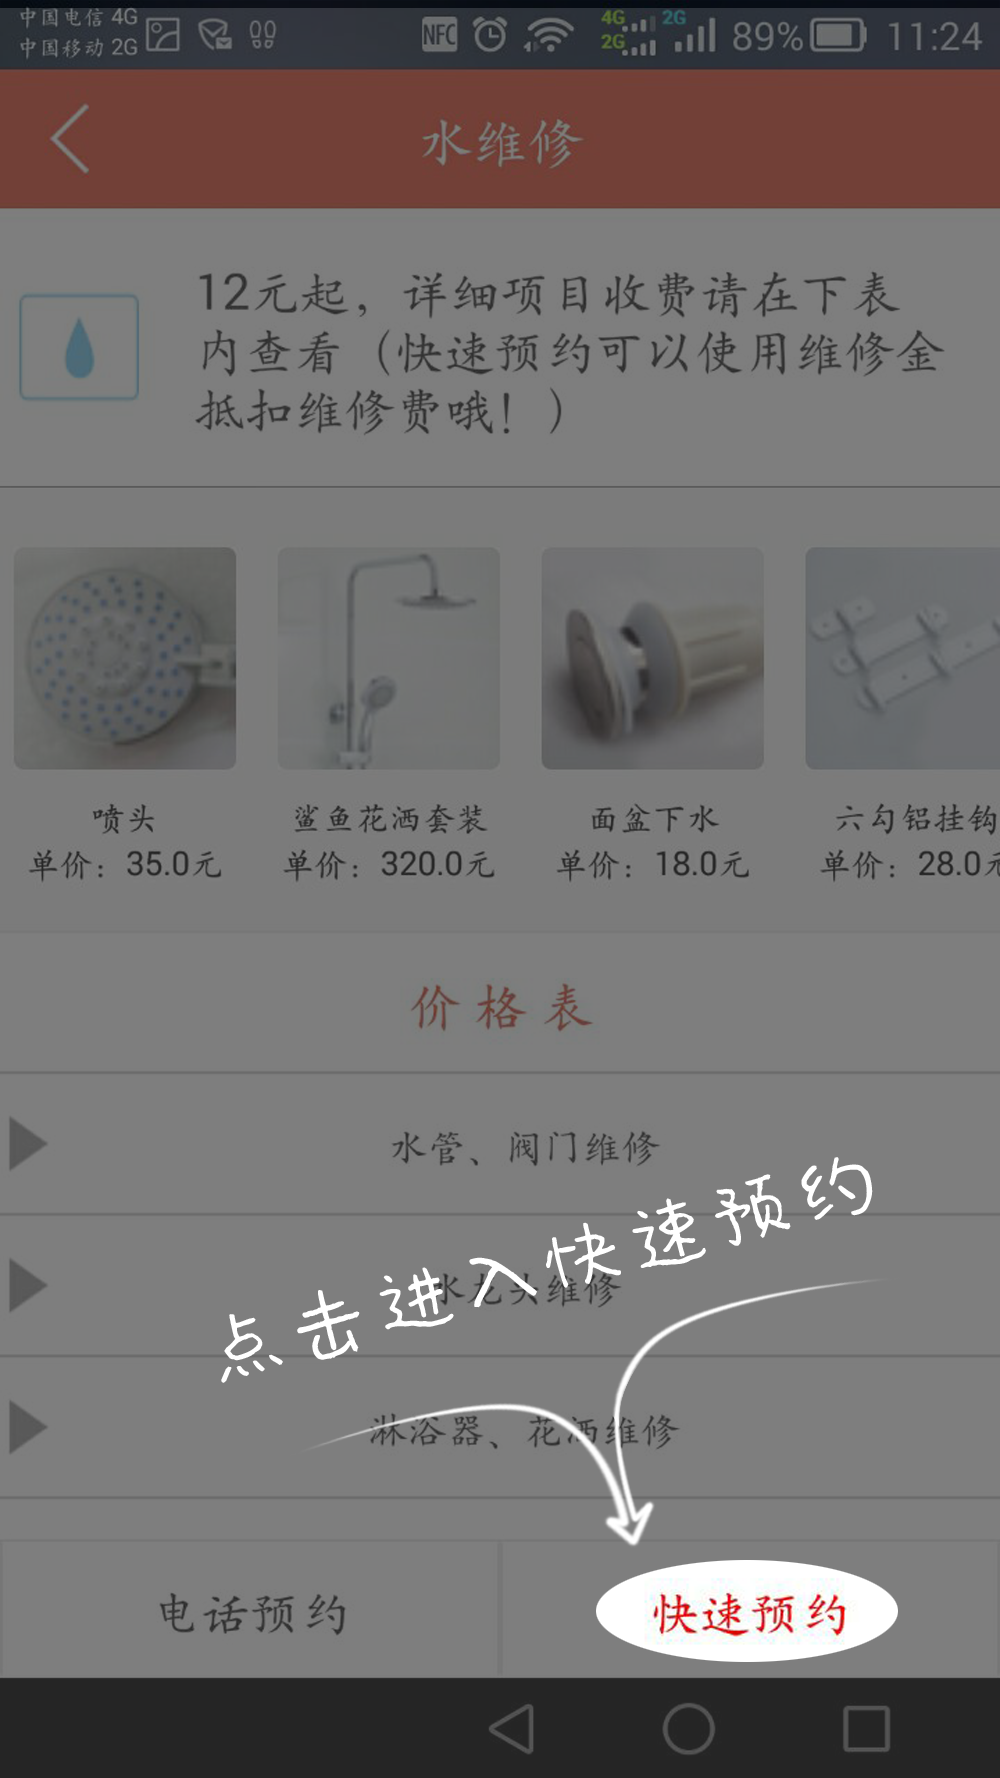 中国电信 4G
中国移动 2G
NFC
4G
2G
2G
89%
11:24
水维修
12元起，详细项目收费请在下表
内查看（快速预约可以使用维修金
抵扣维修费哦！）
喷头
单价：35.0元
鲨鱼花洒套装
单价：320.0元
面盆下水
单价：18.0元
六勾铝挂钩
单价：28.0元
价格表
水管、阀门维修
点击进入快速预约
水龙头维修
淋浴器、花洒维修
电话预约
快速预约